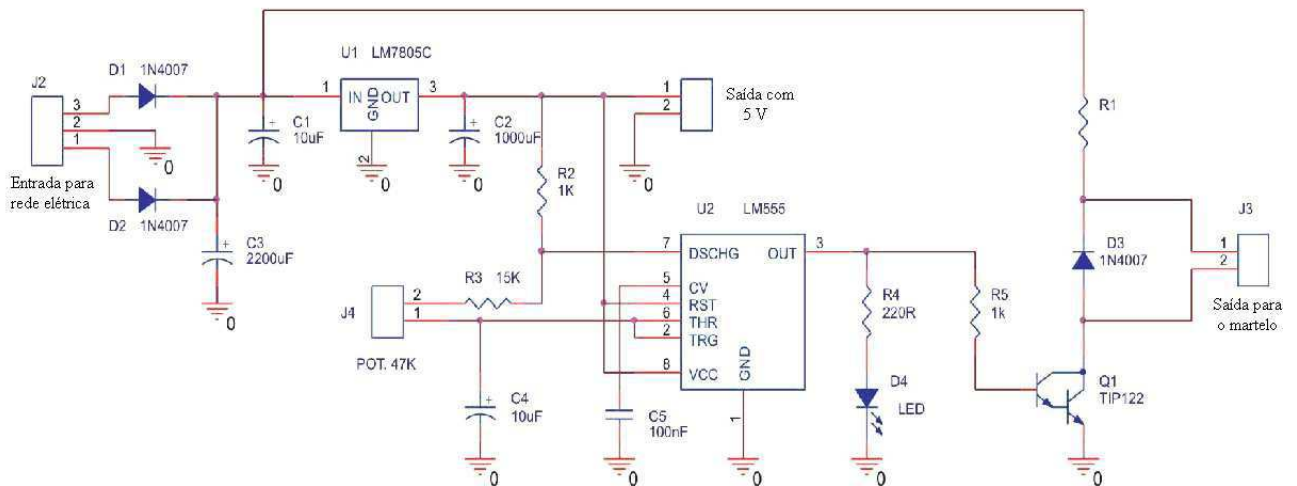 U1 LM7805C
D1 1N4007
J2
3
2
1
0
Entrada para
rede elétrica
D2 1N4007
1
IN
OUT
GND
3
2
0
C1
10uF
0
C2
1000uF
0
C3
2200uF
0
1
2
0
Saída com
5 V
R1
R2
1K
U2 LM555
R3 15K
J4
2
1
POT. 47K
C4
10uF
0
C5
100nF
0
7
5
4
6
2
8
DSCHG
CV
RST
THR
TRG
VCC
GND
OUT
3
1
0
R4
220R
D4
LED
0
R5
1k
D3
1N4007
J3
1
2
Saída para
o martelo
Q1
TIP122
0